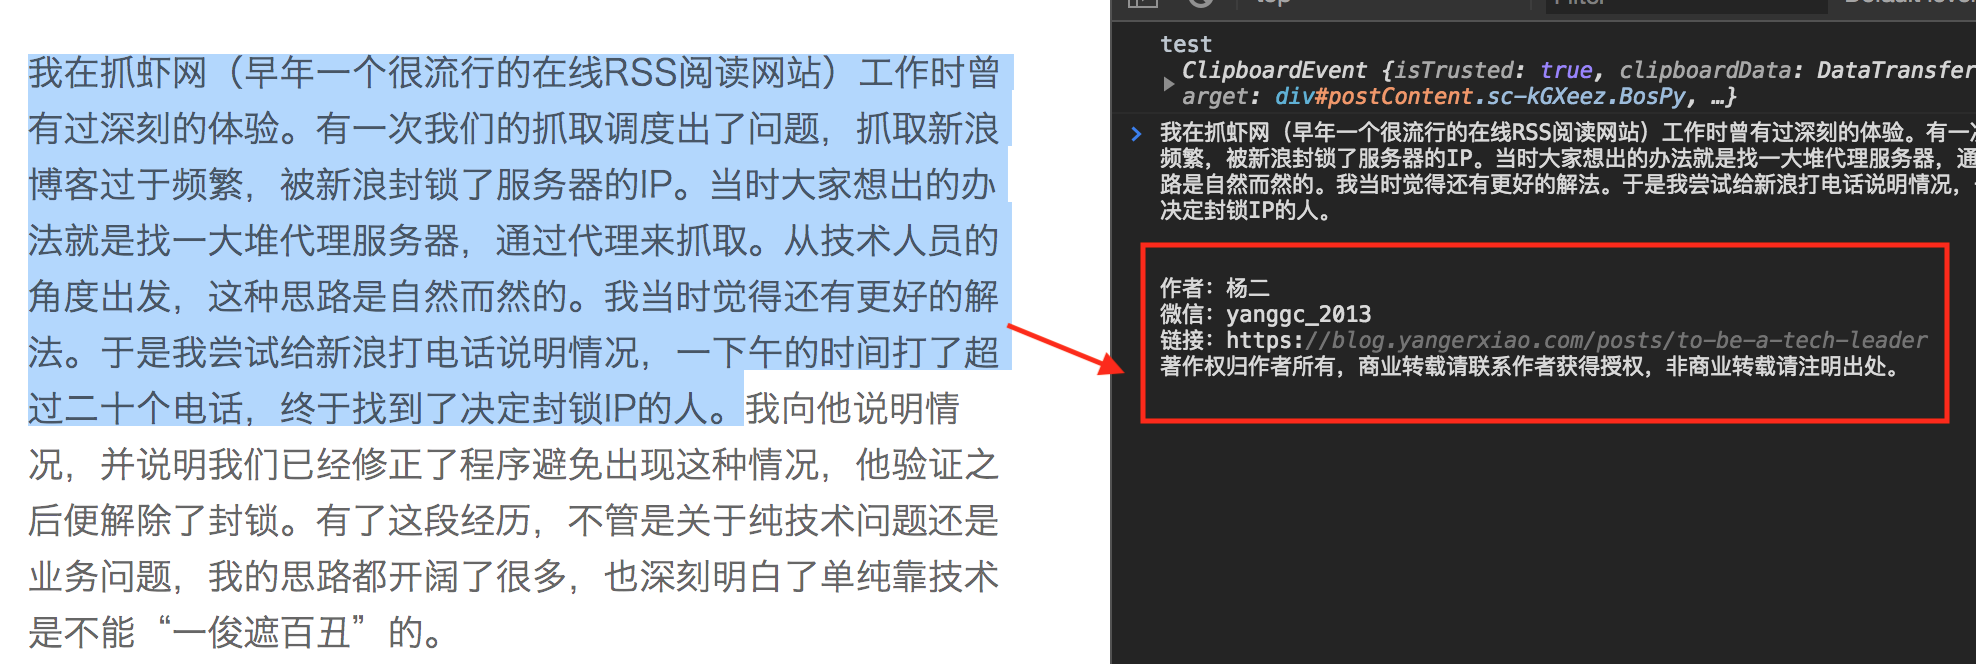 我在抓虾网（早年一个很流行的在线RSS阅读网站）工作时曾
有过深刻的体验。有一次我们的抓取调度出了问题，抓取新浪
博客过于频繁，被新浪封锁了服务器的IP。当时大家想出的办
法就是找一大堆代理服务器，通过代理来抓取。从技术人员的
角度出发，这种思路是自然而然的。我当时觉得还有更好的解
法。于是我尝试给新浪打电话说明情况，一下午的时间打了超
过二十个电话，终于找到了决定封锁IP的人。我向他说明情
况，并说明我们已经修正了程序避免出现这种情况，他验证之
后便解除了封锁。有了这段经历，不管是关于纯技术问题还是
业务问题，我的思路都开阔了很多，也深刻明白了单纯靠技术
是不能“一俊遮百丑”的。
top
Filter
test
ClipboardEvent {isTrusted: true, clipboardData: DataTransfer
arget: div#postContent.sc-kGXeez.BosPy, …}
我在抓虾网（早年一个很流行的在线RSS阅读网站）工作时曾有过深刻的体验。有一
频繁，被新浪封锁了服务器的IP。当时大家想出的办法就是找一大堆代理服务器，通
路是自然而然的。我当时觉得还有更好的解法。于是我尝试给新浪打电话说明情况，
决定封锁IP的人。
作者：杨二
微信：yanggc_2013
链接：https://blog.yangerxiao.com/posts/to-be-a-tech-leader
著作权归作者所有，商业转载请联系作者获得授权，非商业转载请注明出处。